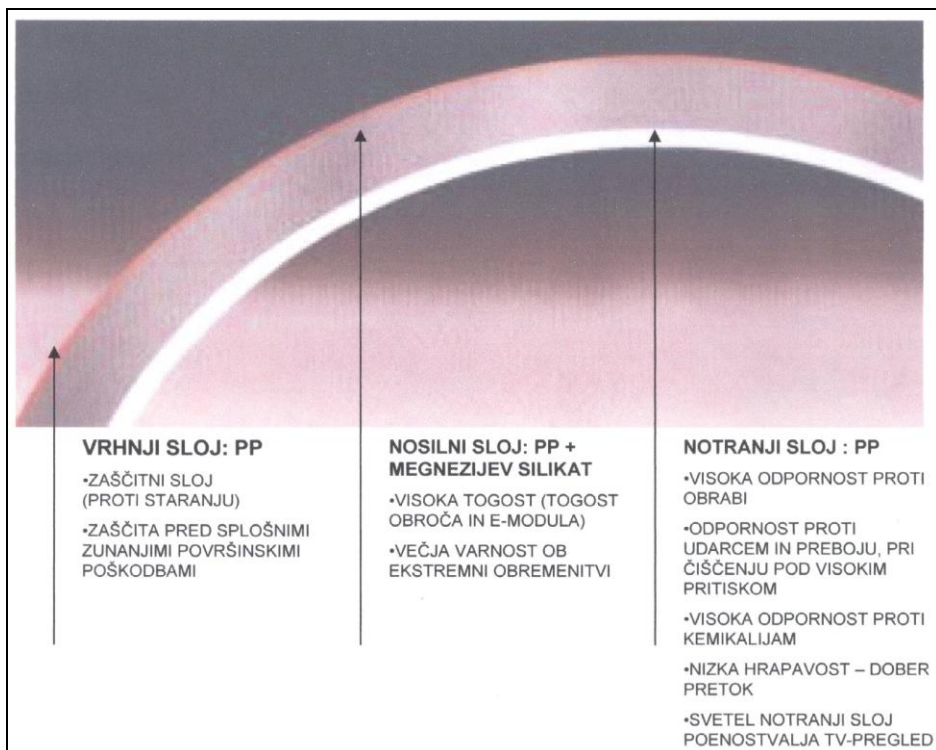 VRHNJI SLOJ: PP
•ZAŠČITNI SLOJ
(PROTI STARANJU)
•ZAŠČITA PRED SPLOŠNIMI
ZUNANJIMI POVRŠINSKIMI
POŠKODBAMI
NOSILNI SLOJ: PP +
MEGNEZIJEV SILIKAT
•VISOKA TOGOST (TOGOST
OBROČA IN E-MODULA)
•VEČJA VARNOST OB
EKSTREMNI OBREMENITVI
NOTRANJI SLOJ : PP
•VISOKA ODPORNOST PROTI
OBRABI
•ODPORNOST PROTI
UDARCEM IN PREBOJU, PRI
ČIŠČENJU POD VISOKIM
PRITISKOM
•VISOKA ODPORNOST PROTI
KEMIKALIJAM
•NIZKA HRAPAVOST – DOBER
PRETOK
•SVETEL NOTRANJI SLOJ
POENOSTVALJA TV-PREGLED